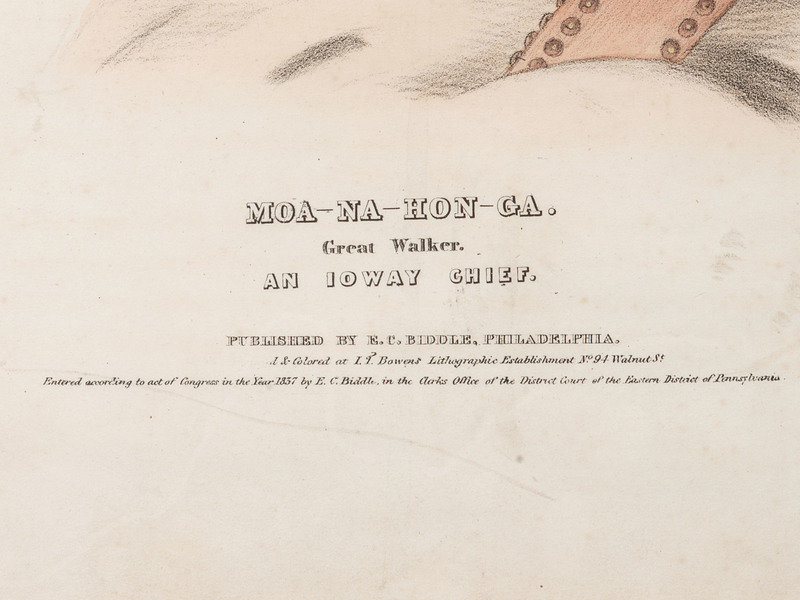 MOA-NA-HON-GA.
Great Walker.
AN IOWAY CHIEF.
PUBLISHED BY E. C. BIDDLE, PHILADELPHIA.
& Colored at I. T. Bowens Lithographic Establishment No 94 Walnut St
Entered according to act of Congress in the Year 1837 by E. C. Biddle, in the Clerks Office of the District Court of the Eastern District of Pennsylvania.